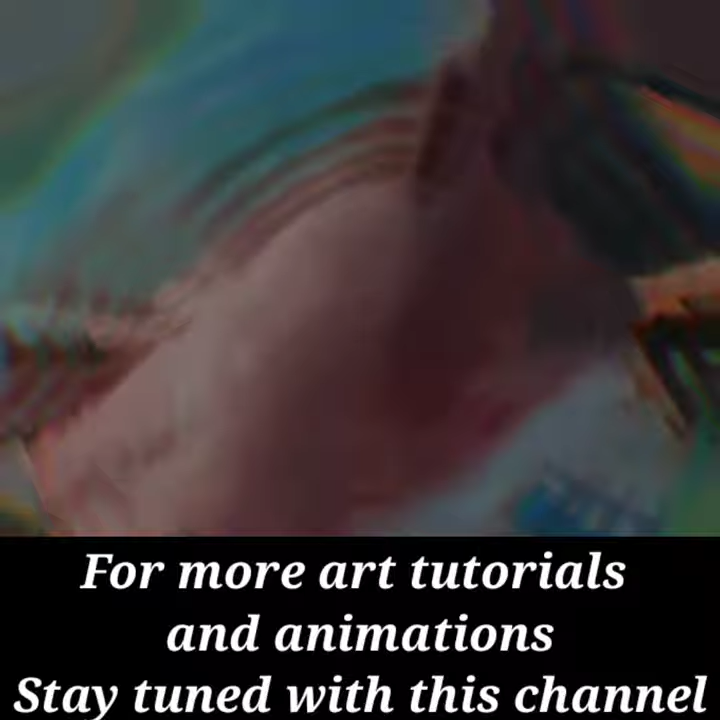 For more art tutorials
and animations
Stay tuned with this channel